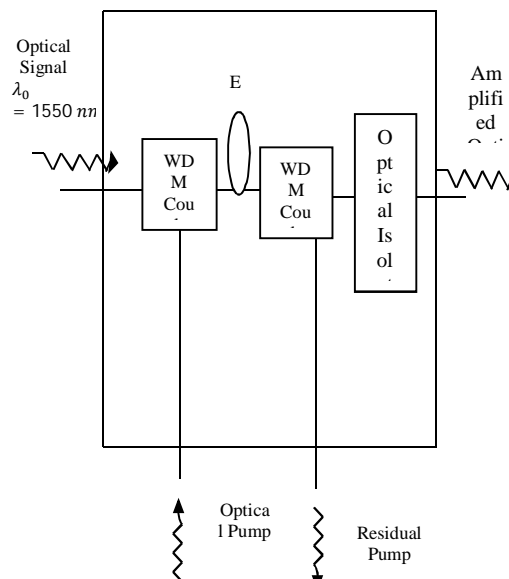 Optical
Signal
𝜆₀
= 1550 nm
E
Am
plifi
ed
WD
M
Cou
WD
M
Cou
O
pt
ic
al
Is
ol
Optica
l Pump
Residual
Pump